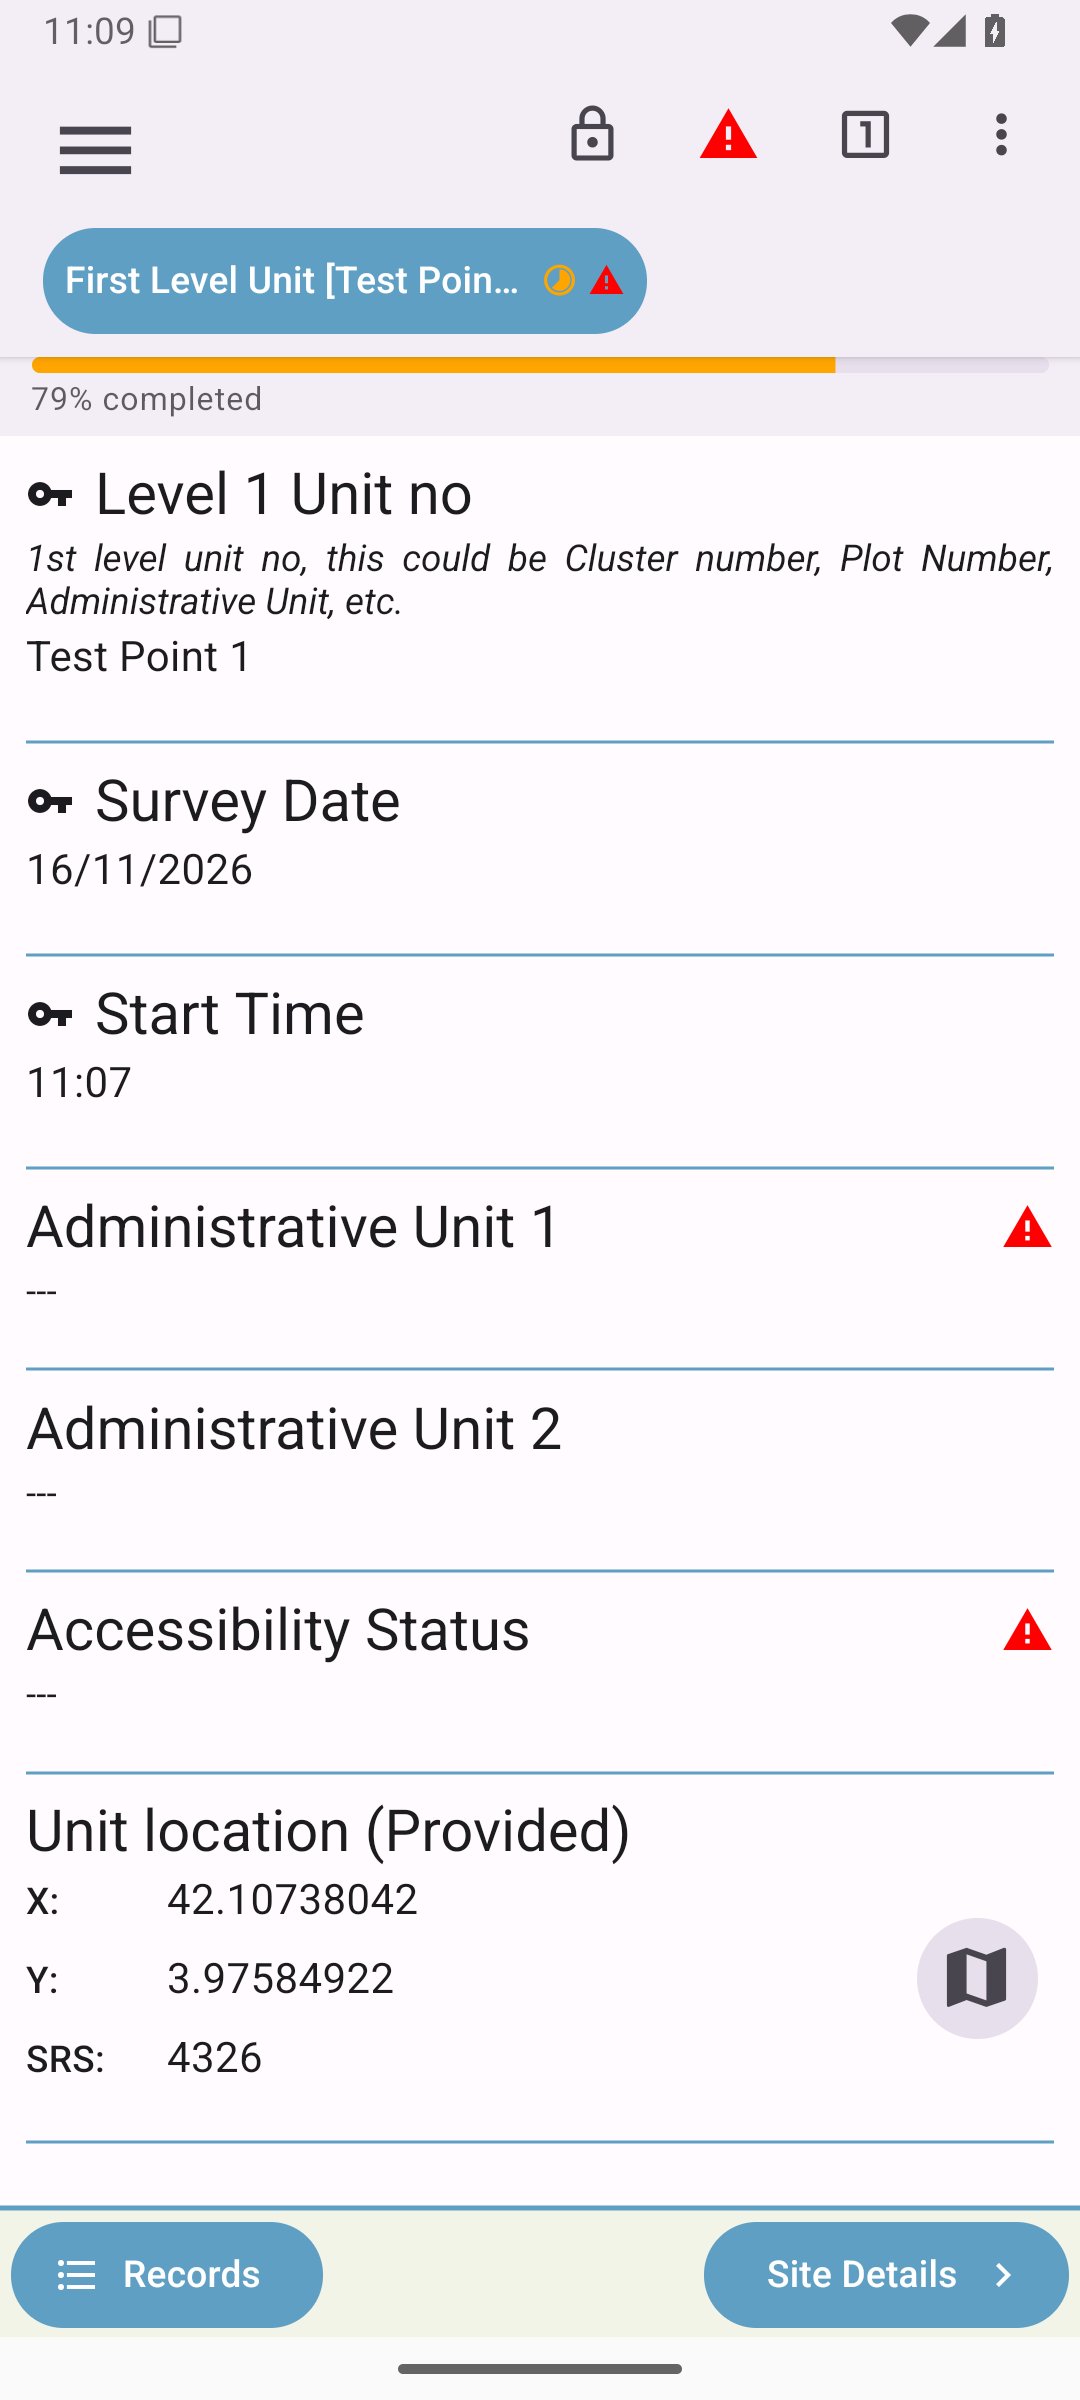 11:09
1
First Level Unit [Test Poin...
79% completed
Level 1 Unit no
1st level unit no, this could be Cluster number, Plot Number,
Administrative Unit, etc.
Test Point 1
Survey Date
16/11/2026
Start Time
11:07
Administrative Unit 1
---
Administrative Unit 2
---
Accessibility Status
---
Unit location (Provided)
X: 42.10738042
Y: 3.97584922
SRS: 4326
Records
Site Details